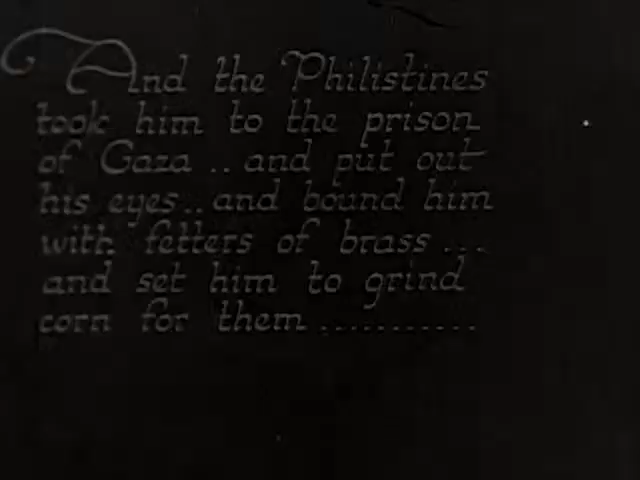 And the Philistines
took him to the prison
of Gaza .. and put out
his eyes .. and bound him
with fetters of brass ...
and set him to grind
corn for them ...........